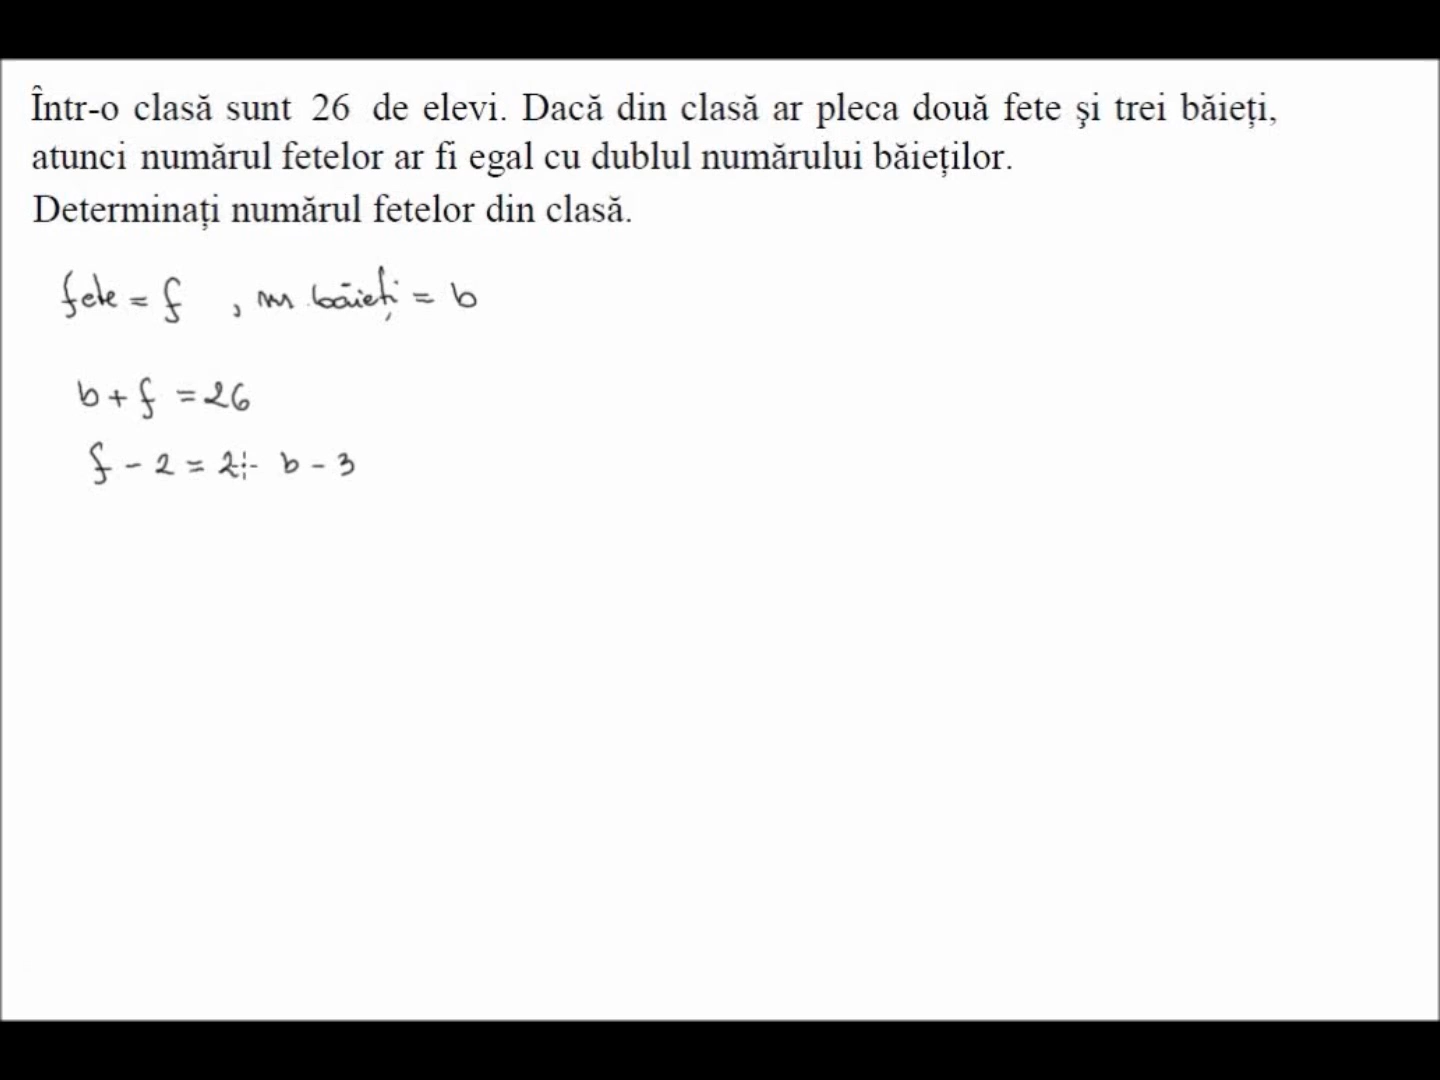 Într-o clasă sunt 26 de elevi. Dacă din clasă ar pleca două fete şi trei băieți,
atunci numărul fetelor ar fi egal cu dublul numărului băieților.
Determinați numărul fetelor din clasă.
fete = f , nr băieți = b
b + f = 26
f - 2 = 2· b - 3